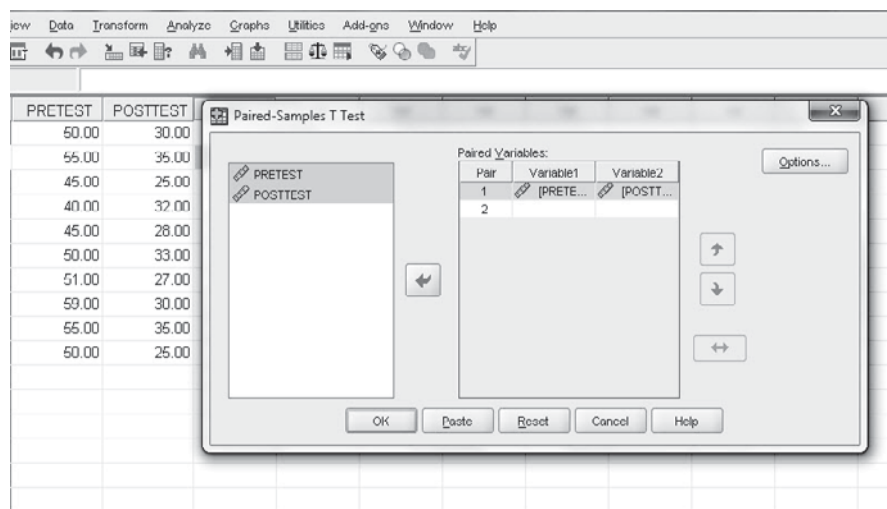 iew Data Transform Analyze Graphs Utilities Add-ons Window Help
PRETEST POSTTEST
50.00 30.00
55.00 35.00
45.00 25.00
40.00 32.00
45.00 28.00
50.00 33.00
51.00 27.00
59.00 30.00
55.00 35.00
50.00 25.00
Paired-Samples T Test
PRETEST
POSTTEST
Paired Variables:
Pair Variable1 Variable2
1 [PRETE... [POSTT...
2
Options...
OK Paste Reset Cancel Help